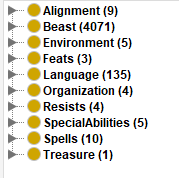 Alignment (9)
Beast (4071)
Environment (5)
Feats (3)
Language (135)
Organization (4)
Resists (4)
SpecialAbilities (5)
Spells (10)
Treasure (1)